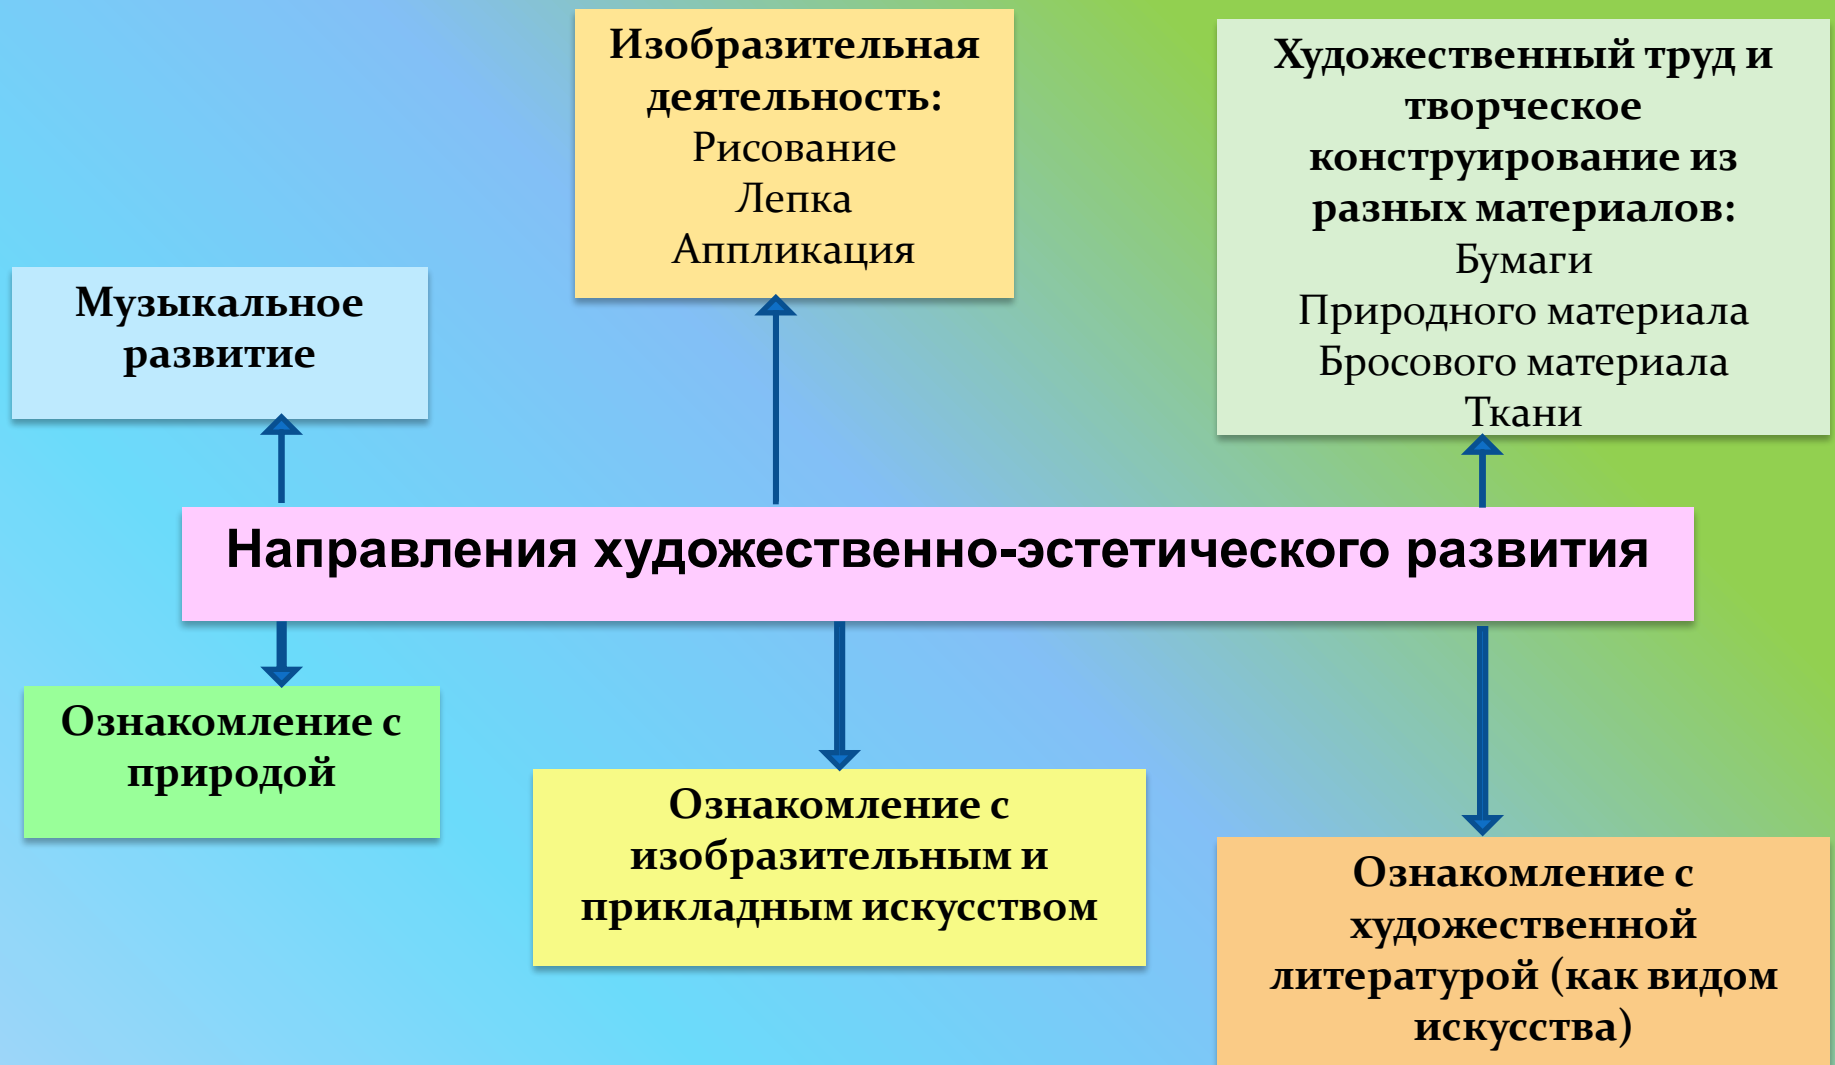 Изобразительная
деятельность:
Рисование
Лепка
Аппликация
Художественный труд и
творческое
конструирование из
разных материалов:
Бумаги
Природного материала
Бросового материала
Ткани
Музыкальное
развитие
Направления художественно-эстетического развития
Ознакомление с
природой
Ознакомление с
изобразительным и
прикладным искусством
Ознакомление с
художественной
литературой (как видом
искусства)